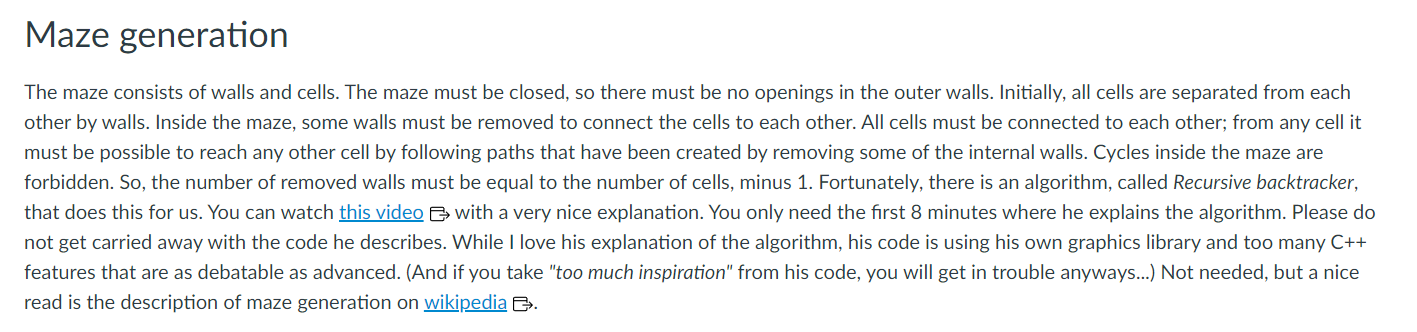 Maze generation
The maze consists of walls and cells. The maze must be closed, so there must be no openings in the outer walls. Initially, all cells are separated from each
other by walls. Inside the maze, some walls must be removed to connect the cells to each other. All cells must be connected to each other; from any cell it
must be possible to reach any other cell by following paths that have been created by removing some of the internal walls. Cycles inside the maze are
forbidden. So, the number of removed walls must be equal to the number of cells, minus 1. Fortunately, there is an algorithm, called Recursive backtracker,
that does this for us. You can watch this video with a very nice explanation. You only need the first 8 minutes where he explains the algorithm. Please do
not get carried away with the code he describes. While I love his explanation of the algorithm, his code is using his own graphics library and too many C++
features that are as debatable as advanced. (And if you take "too much inspiration" from his code, you will get in trouble anyways...) Not needed, but a nice
read is the description of maze generation on wikipedia.